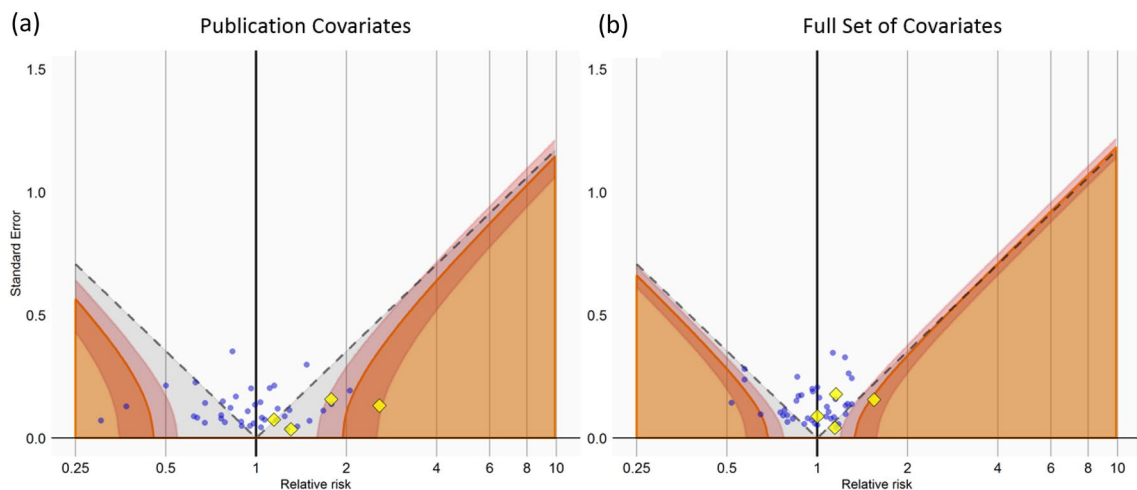 (a) Publication Covariates
(b) Full Set of Covariates
1.5
1.0
0.5
0.0
Standard Error
0.25 0.5 1 2 4 6 8 10
Relative risk
1.5
1.0
0.5
0.0
0.25 0.5 1 2 4 6 8 10
Relative risk